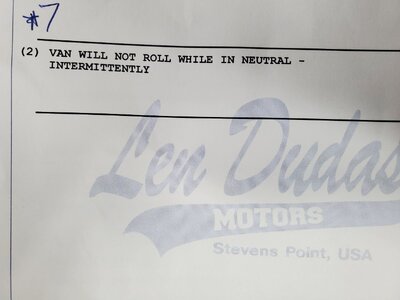 #7
(2) VAN WILL NOT ROLL WHILE IN NEUTRAL -
INTERMITTENTLY
Len Dudas
MOTORS
Stevens Point, USA